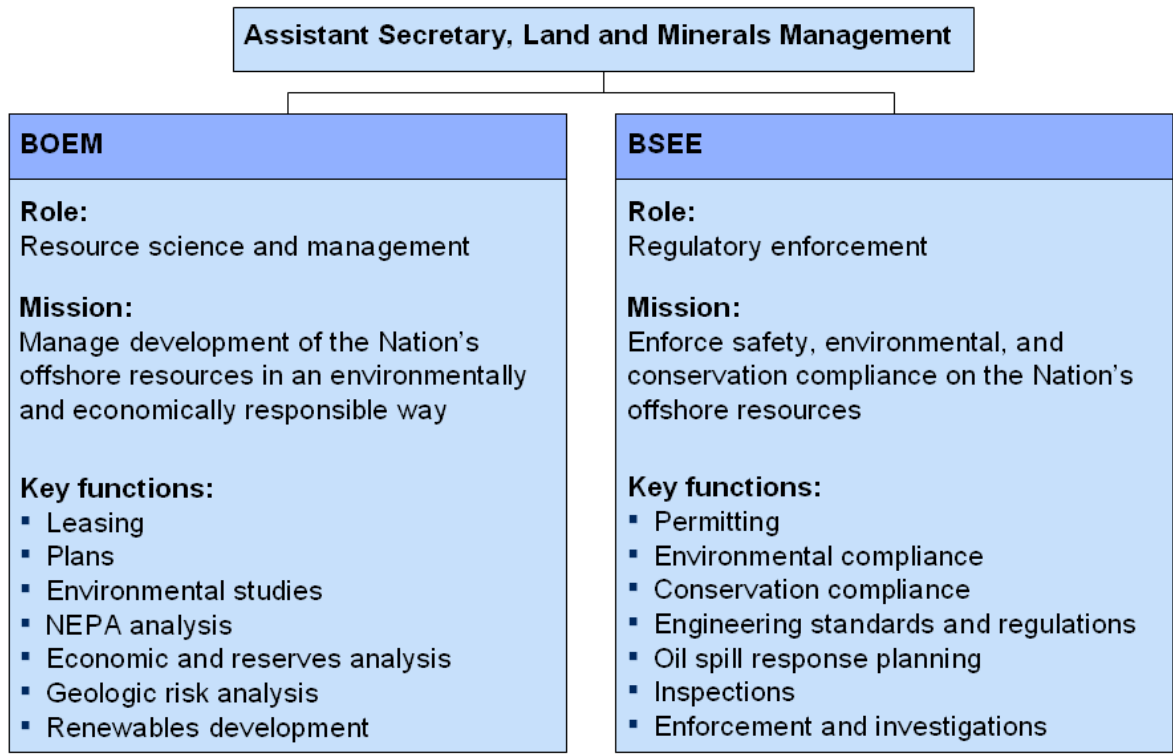 Assistant Secretary, Land and Minerals Management
BOEM
Role:
Resource science and management
Mission:
Manage development of the Nation’s
offshore resources in an environmentally
and economically responsible way
Key functions:
▪ Leasing
▪ Plans
▪ Environmental studies
▪ NEPA analysis
▪ Economic and reserves analysis
▪ Geologic risk analysis
▪ Renewables development
BSEE
Role:
Regulatory enforcement
Mission:
Enforce safety, environmental, and
conservation compliance on the Nation’s
offshore resources
Key functions:
▪ Permitting
▪ Environmental compliance
▪ Conservation compliance
▪ Engineering standards and regulations
▪ Oil spill response planning
▪ Inspections
▪ Enforcement and investigations